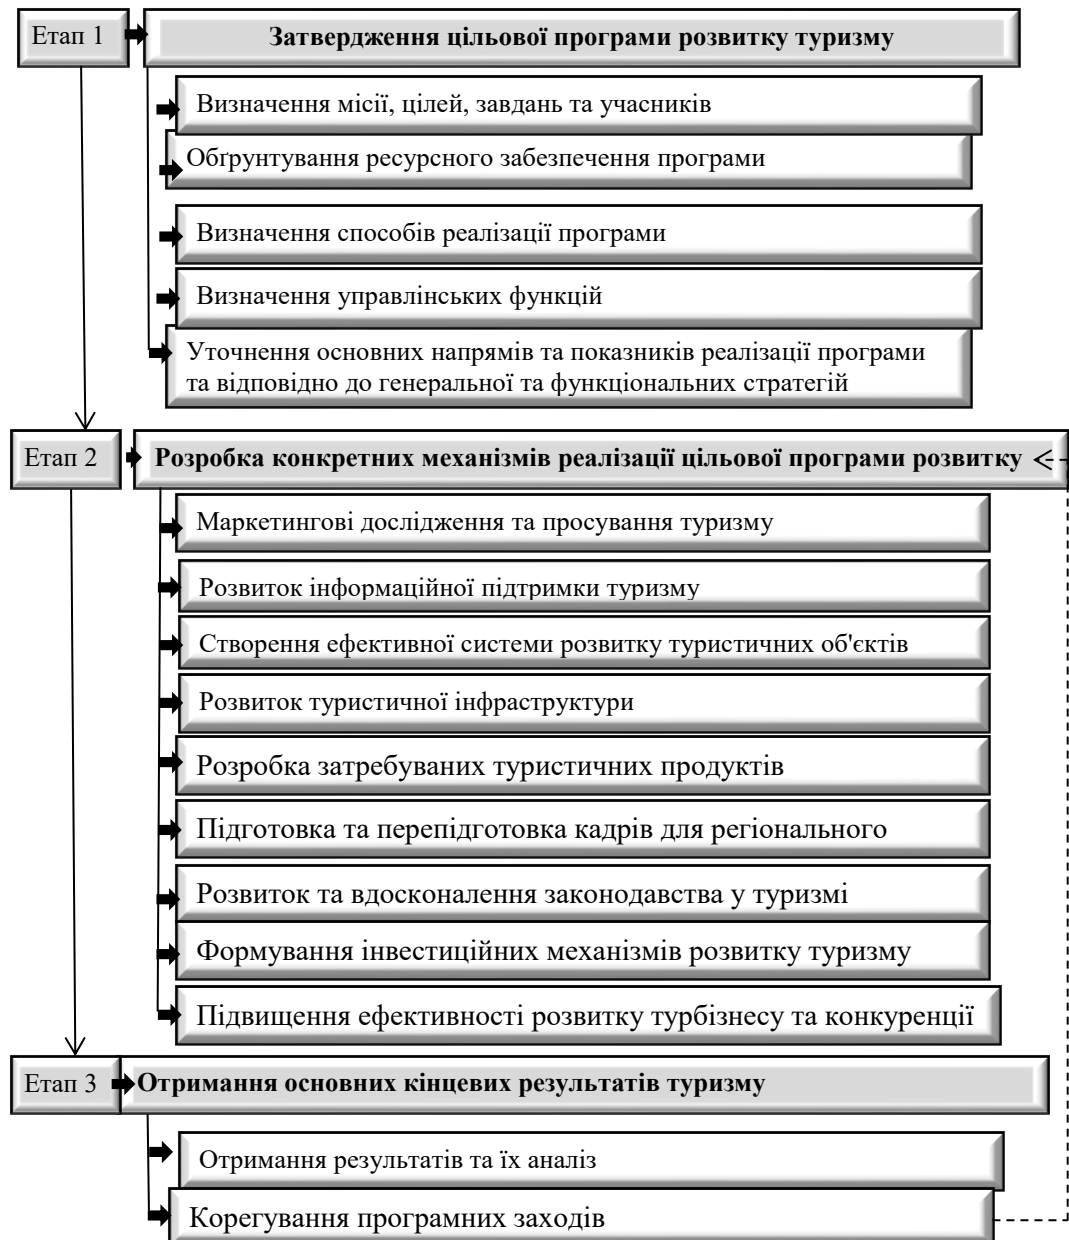 Етап 1
Затвердження цільової програми розвитку туризму
Визначення місії, цілей, завдань та учасників
Обґрунтування ресурсного забезпечення програми
Визначення способів реалізації програми
Визначення управлінських функцій
Уточнення основних напрямів та показників реалізації програми
та відповідно до генеральної та функціональних стратегій
Етап 2
Розробка конкретних механізмів реалізації цільової програми розвитку
Маркетингові дослідження та просування туризму
Розвиток інформаційної підтримки туризму
Створення ефективної системи розвитку туристичних об'єктів
Розвиток туристичної інфраструктури
Розробка затребуваних туристичних продуктів
Підготовка та перепідготовка кадрів для регіонального
Розвиток та вдосконалення законодавства у туризмі
Формування інвестиційних механізмів розвитку туризму
Підвищення ефективності розвитку турбізнесу та конкуренції
Етап 3
Отримання основних кінцевих результатів туризму
Отримання результатів та їх аналіз
Корегування програмних заходів